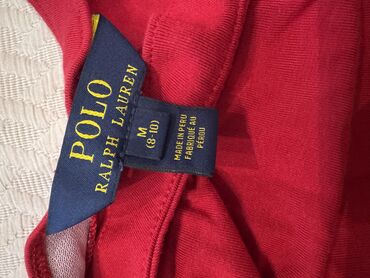 POLO
RALPH LAUREN
M
(8-10)
MADE IN PERU
FABRIQUÉ AU
PÉROU